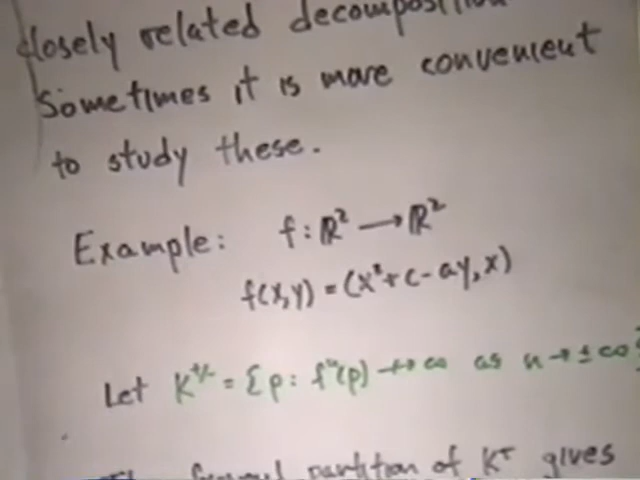 closely related decomposition
Sometimes it is more convenient
to study these.
Example: f: ℝ² → ℝ²
f(x,y) = (x²+c-ay, x)
Let K^{+/-} = {p: fⁿ(p) ↛ ∞ as n → ±∞}
partition of K⁺ gives